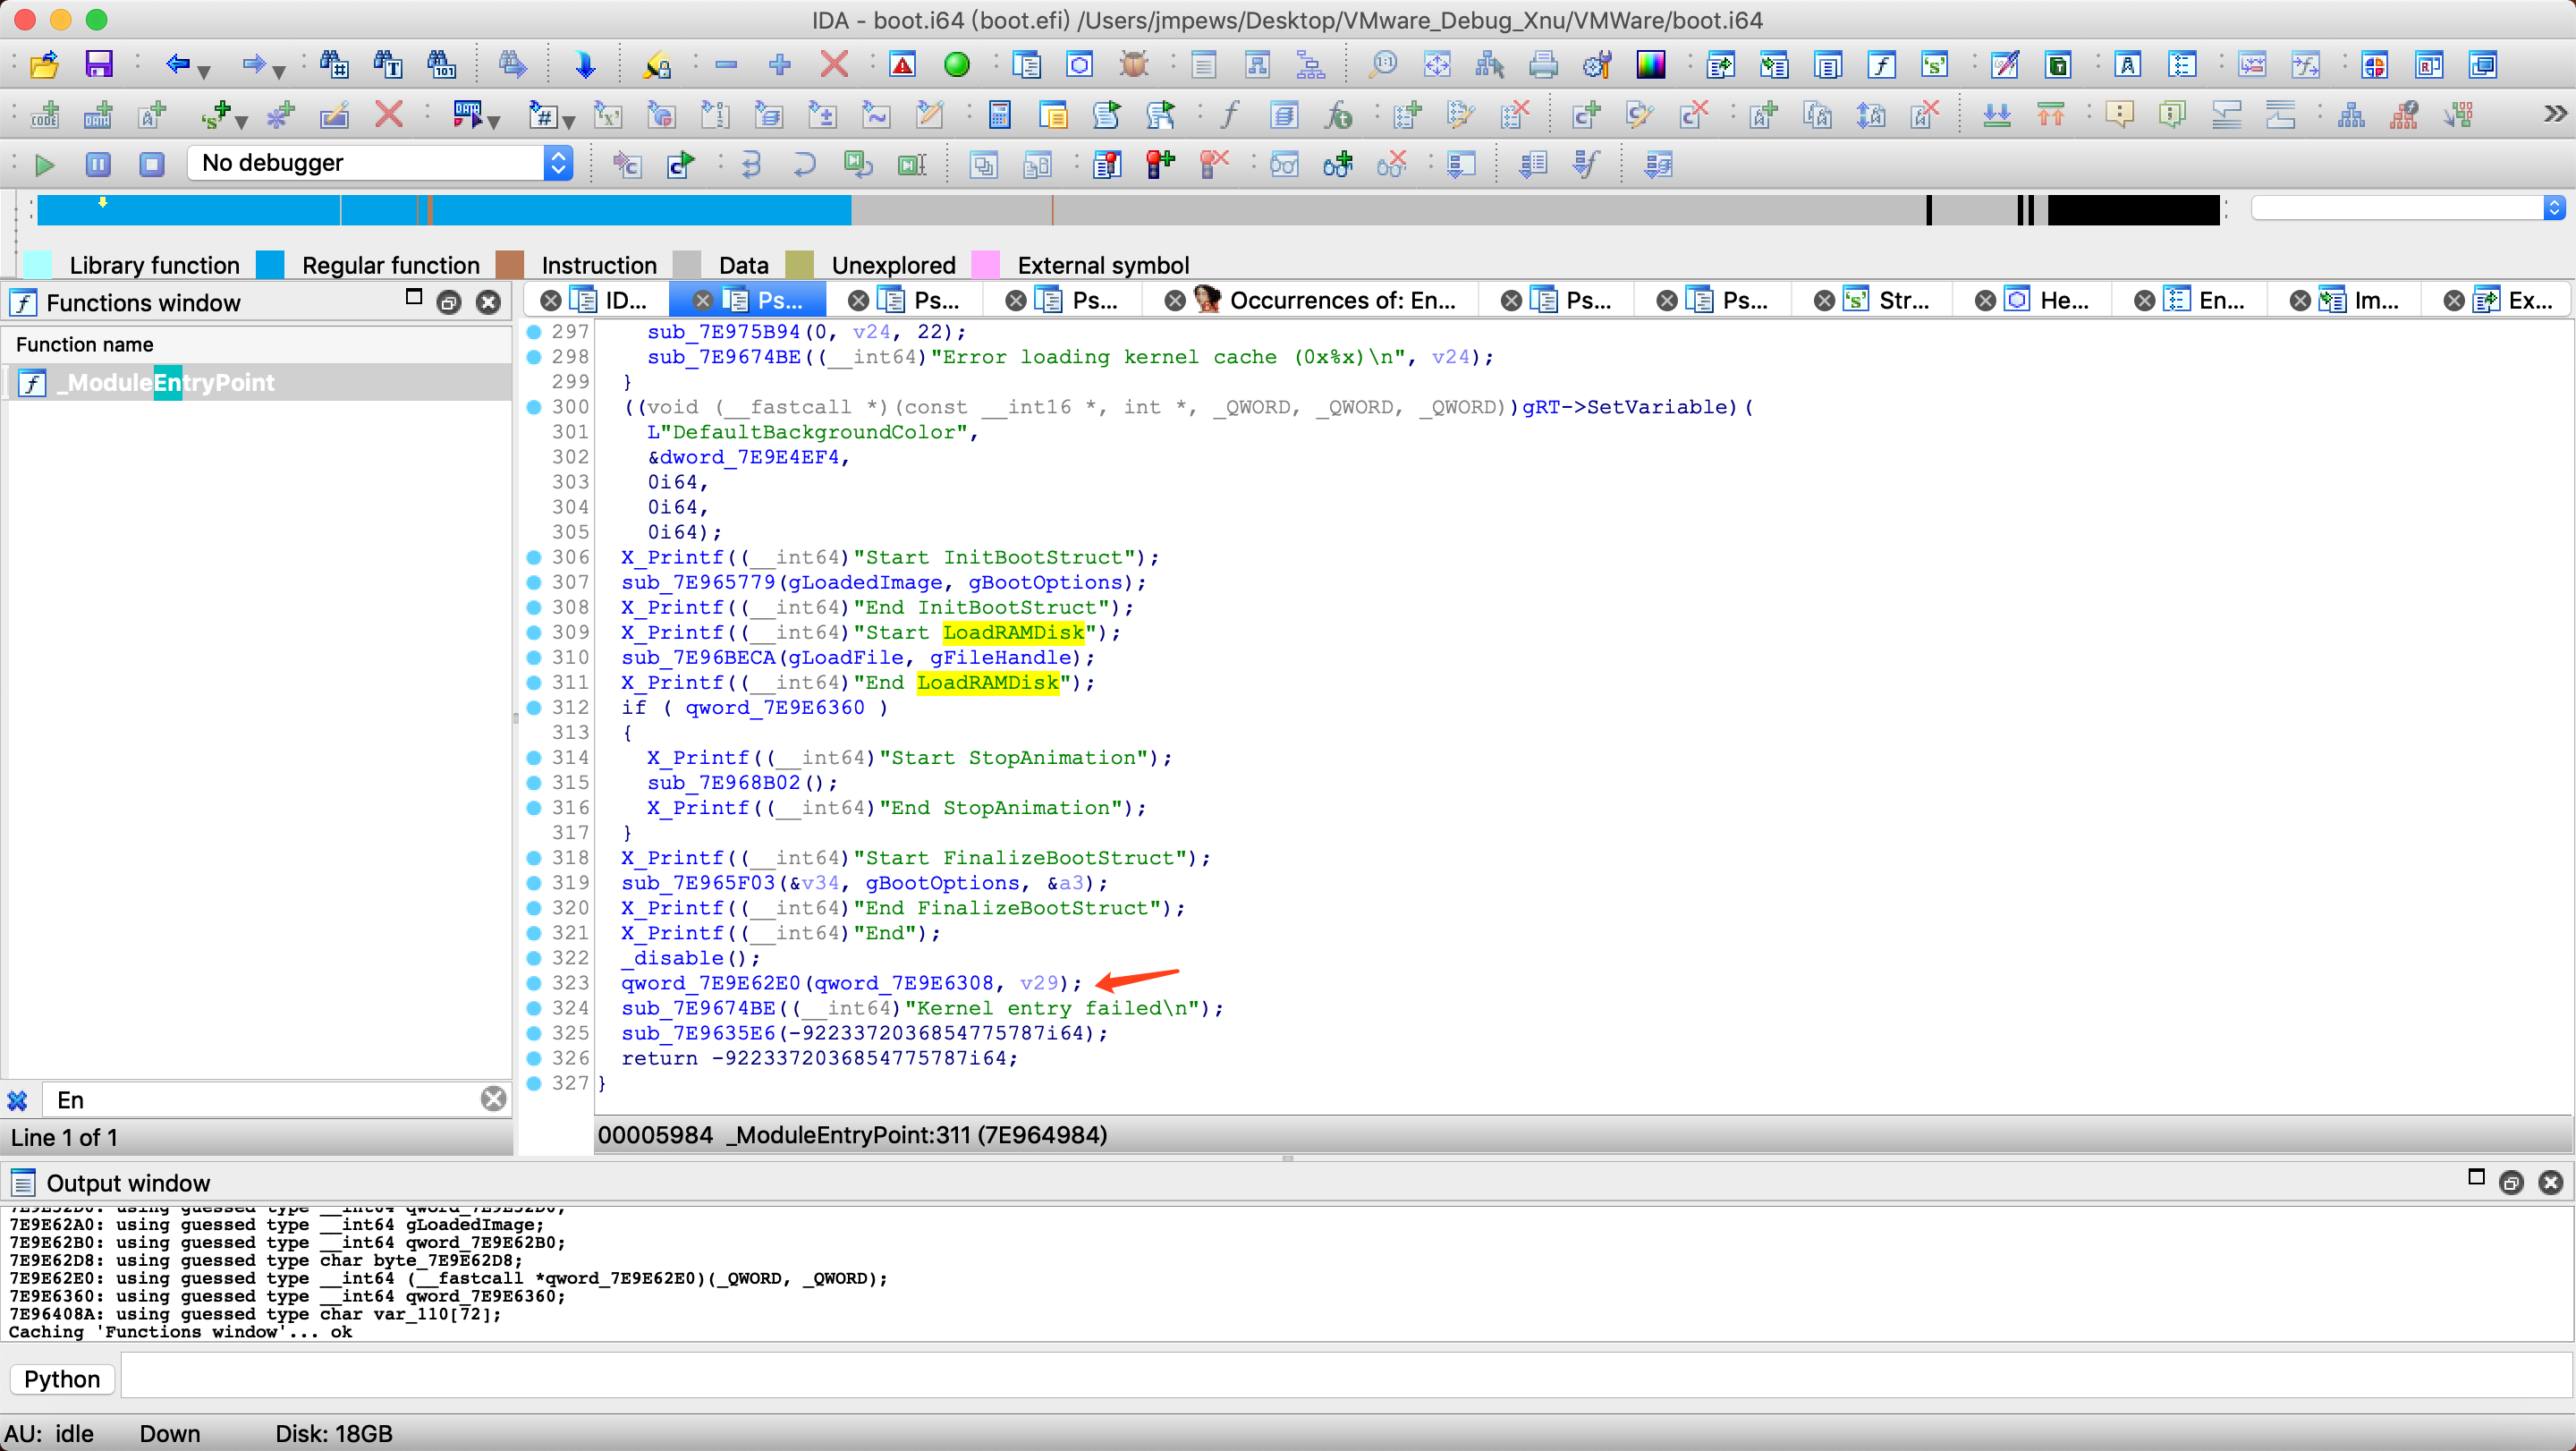 IDA - boot.i64 (boot.efi) /Users/jmpews/Desktop/VMware_Debug_Xnu/VMWare/boot.i64
No debugger
Library function Regular function Instruction Data Unexplored External symbol
Functions window
ID... Ps... Ps... Ps... Occurrences of: En... Ps... Ps... Str... He... En... Im... Ex...
Function name
_ModuleEntryPoint
297 sub_7E975B94(0, v24, 22);
298 sub_7E9674BE((__int64)"Error loading kernel cache (0x%x)\n", v24);
299 }
300 ((void (__fastcall *)(const __int16 *, int *, _QWORD, _QWORD, _QWORD))gRT->SetVariable)(
301 L"DefaultBackgroundColor",
302 &dword_7E9E4EF4,
303 0i64,
304 0i64,
305 0i64);
306 X_Printf((__int64)"Start InitBootStruct");
307 sub_7E965779(gLoadedImage, gBootOptions);
308 X_Printf((__int64)"End InitBootStruct");
309 X_Printf((__int64)"Start LoadRAMDisk");
310 sub_7E96BECA(gLoadFile, gFileHandle);
311 X_Printf((__int64)"End LoadRAMDisk");
312 if ( qword_7E9E6360 )
313 {
314 X_Printf((__int64)"Start StopAnimation");
315 sub_7E968B02();
316 X_Printf((__int64)"End StopAnimation");
317 }
318 X_Printf((__int64)"Start FinalizeBootStruct");
319 sub_7E965F03(&v34, gBootOptions, &a3);
320 X_Printf((__int64)"End FinalizeBootStruct");
321 X_Printf((__int64)"End");
322 _disable();
323 qword_7E9E62E0(qword_7E9E6308, v29);
324 sub_7E9674BE((__int64)"Kernel entry failed\n");
325 sub_7E9635E6(-9223372036854775787i64);
326 return -9223372036854775787i64;
327 }
En
Line 1 of 1
00005984 _ModuleEntryPoint:311 (7E964984)
Output window
7E9E62A0: using guessed type __int64 gLoadedImage;
7E9E62B0: using guessed type __int64 qword_7E9E62B0;
7E9E62D8: using guessed type char byte_7E9E62D8;
7E9E62E0: using guessed type __int64 (__fastcall *qword_7E9E62E0)(_QWORD, _QWORD);
7E9E6360: using guessed type __int64 qword_7E9E6360;
7E96408A: using guessed type char var_110[72];
Caching 'Functions window'... ok
Python
AU: idle Down Disk: 18GB